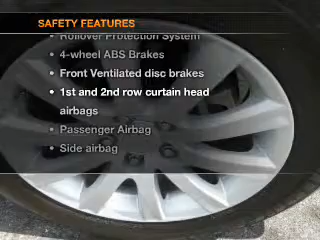 SAFETY FEATURES
• Rollover Protection System
• 4-wheel ABS Brakes
• Front Ventilated disc brakes
• 1st and 2nd row curtain head
airbags
• Passenger Airbag
• Side airbag